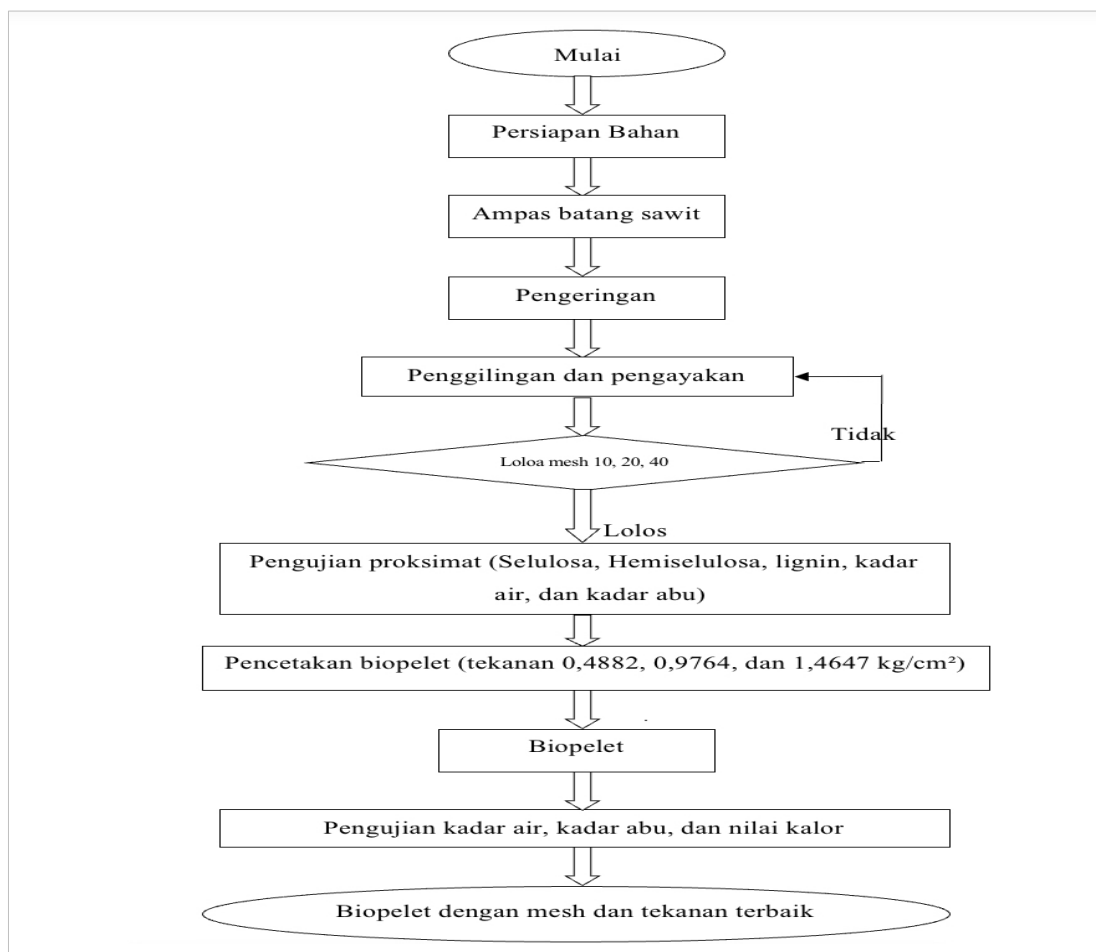 Mulai
Persiapan Bahan
Ampas batang sawit
Pengeringan
Penggilingan dan pengayakan
Tidak
Loloa mesh 10, 20, 40
Lolos
Pengujian proksimat (Selulosa, Hemiselulosa, lignin, kadar
air, dan kadar abu)
Pencetakan biopelet (tekanan 0,4882, 0,9764, dan 1,4647 kg/cm²)
Biopelet
Pengujian kadar air, kadar abu, dan nilai kalor
Biopelet dengan mesh dan tekanan terbaik